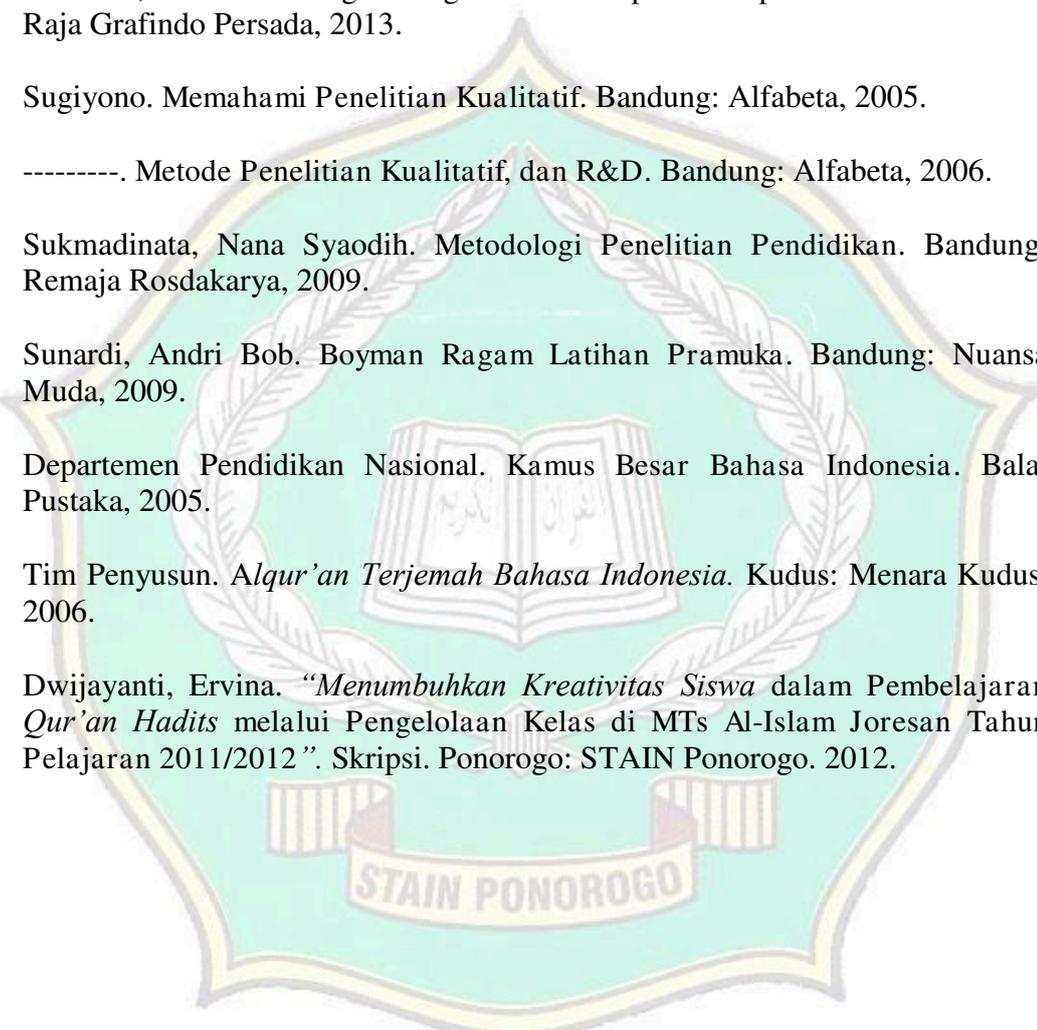 Raja Grafindo Persada, 2013.
Sugiyono. Memahami Penelitian Kualitatif. Bandung: Alfabeta, 2005.
---------. Metode Penelitian Kualitatif, dan R&D. Bandung: Alfabeta, 2006.
Sukmadinata, Nana Syaodih. Metodologi Penelitian Pendidikan. Bandung
Remaja Rosdakarya, 2009.
Sunardi, Andri Bob. Boyman Ragam Latihan Pramuka. Bandung: Nuansa
Muda, 2009.
Departemen Pendidikan Nasional. Kamus Besar Bahasa Indonesia. Balai
Pustaka, 2005.
Tim Penyusun. Alqur’an Terjemah Bahasa Indonesia. Kudus: Menara Kudus
2006.
Dwijayanti, Ervina. “Menumbuhkan Kreativitas Siswa dalam Pembelajaran
Qur’an Hadits melalui Pengelolaan Kelas di MTs Al-Islam Joresan Tahun
Pelajaran 2011/2012”. Skripsi. Ponorogo: STAIN Ponorogo. 2012.
STAIN PONOROGO